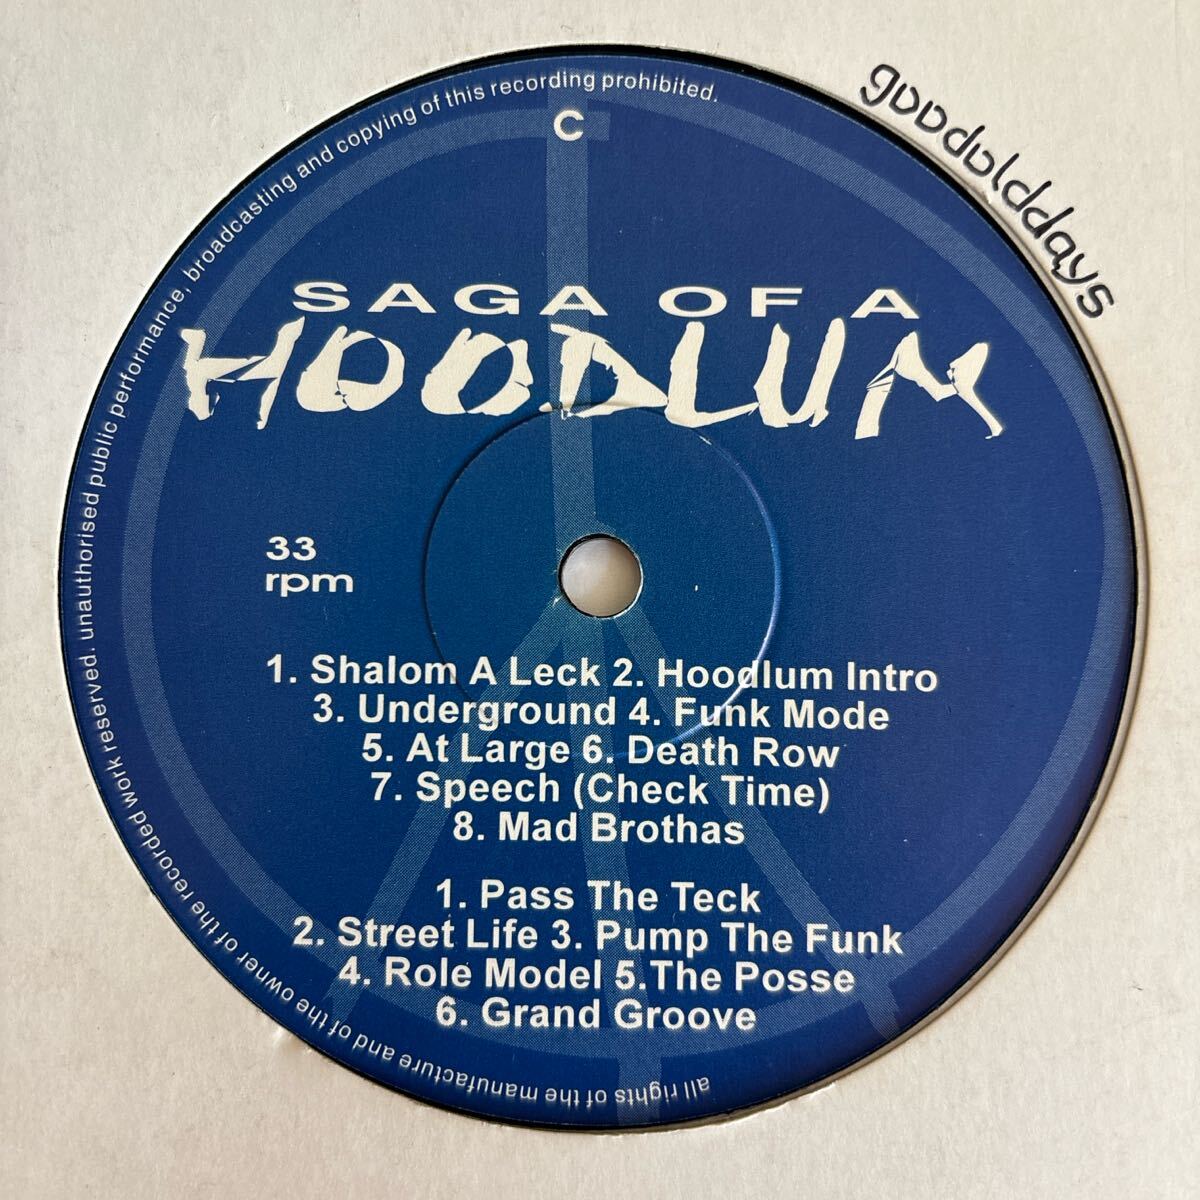 all rights of the manufacture and of the owner of the recorded work reserved. unauthorised public performance, broadcasting and copying of this recording prohibited.
gooddolddays
C
SAGA OF A
HOODLUM
33
rpm
1. Shalom A Leck 2. Hoodlum Intro
3. Underground 4. Funk Mode
5. At Large 6. Death Row
7. Speech (Check Time)
8. Mad Brothas
1. Pass The Teck
2. Street Life 3. Pump The Funk
4. Role Model 5.The Posse
6. Grand Groove